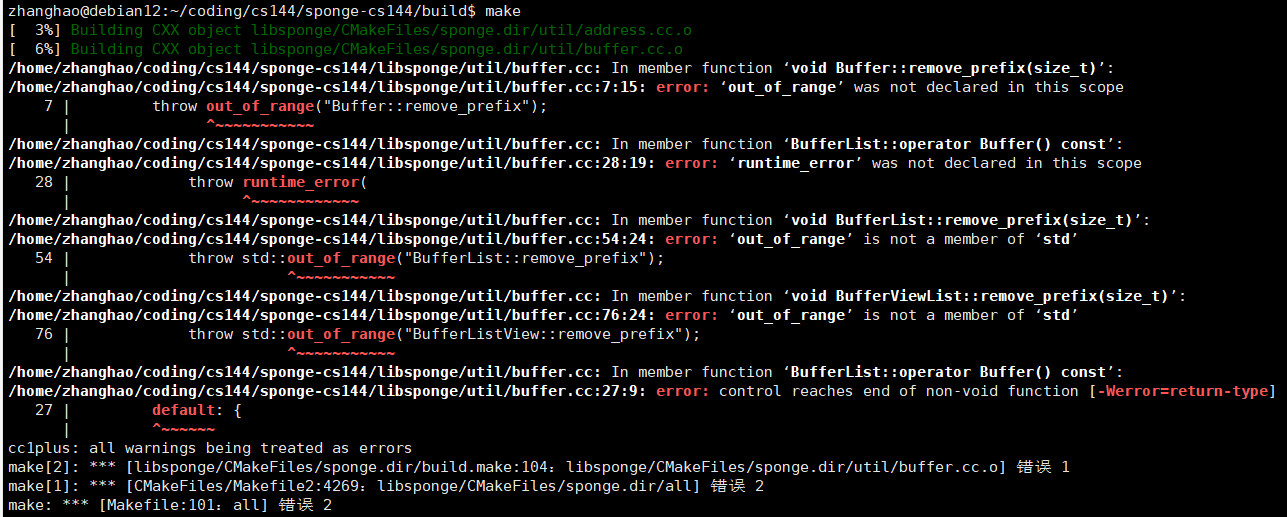 zhanghao@debian12:~/coding/cs144/sponge-cs144/build$ make
[  3%] Building CXX object libsponge/CMakeFiles/sponge.dir/util/address.cc.o
[  6%] Building CXX object libsponge/CMakeFiles/sponge.dir/util/buffer.cc.o
/home/zhanghao/coding/cs144/sponge-cs144/libsponge/util/buffer.cc: In member function ‘void Buffer::remove_prefix(size_t)’:
/home/zhanghao/coding/cs144/sponge-cs144/libsponge/util/buffer.cc:7:15: error: ‘out_of_range’ was not declared in this scope
    7 |         throw out_of_range("Buffer::remove_prefix");
      |               ^~~~~~~~~~~~
/home/zhanghao/coding/cs144/sponge-cs144/libsponge/util/buffer.cc: In member function ‘BufferList::operator Buffer() const’:
/home/zhanghao/coding/cs144/sponge-cs144/libsponge/util/buffer.cc:28:19: error: ‘runtime_error’ was not declared in this scope
   28 |             throw runtime_error(
      |                   ^~~~~~~~~~~~~
/home/zhanghao/coding/cs144/sponge-cs144/libsponge/util/buffer.cc: In member function ‘void BufferList::remove_prefix(size_t)’:
/home/zhanghao/coding/cs144/sponge-cs144/libsponge/util/buffer.cc:54:24: error: ‘out_of_range’ is not a member of ‘std’
   54 |             throw std::out_of_range("BufferList::remove_prefix");
      |                        ^~~~~~~~~~~~
/home/zhanghao/coding/cs144/sponge-cs144/libsponge/util/buffer.cc: In member function ‘void BufferViewList::remove_prefix(size_t)’:
/home/zhanghao/coding/cs144/sponge-cs144/libsponge/util/buffer.cc:76:24: error: ‘out_of_range’ is not a member of ‘std’
   76 |             throw std::out_of_range("BufferListView::remove_prefix");
      |                        ^~~~~~~~~~~~
/home/zhanghao/coding/cs144/sponge-cs144/libsponge/util/buffer.cc: In member function ‘BufferList::operator Buffer() const’:
/home/zhanghao/coding/cs144/sponge-cs144/libsponge/util/buffer.cc:27:9: error: control reaches end of non-void function [-Werror=return-type]
   27 |         default: {
      |         ^~~~~~~
cc1plus: all warnings being treated as errors
make[2]: *** [libsponge/CMakeFiles/sponge.dir/build.make:104：libsponge/CMakeFiles/sponge.dir/util/buffer.cc.o] 错误 1
make[1]: *** [CMakeFiles/Makefile2:4269：libsponge/CMakeFiles/sponge.dir/all] 错误 2
make: *** [Makefile:101：all] 错误 2